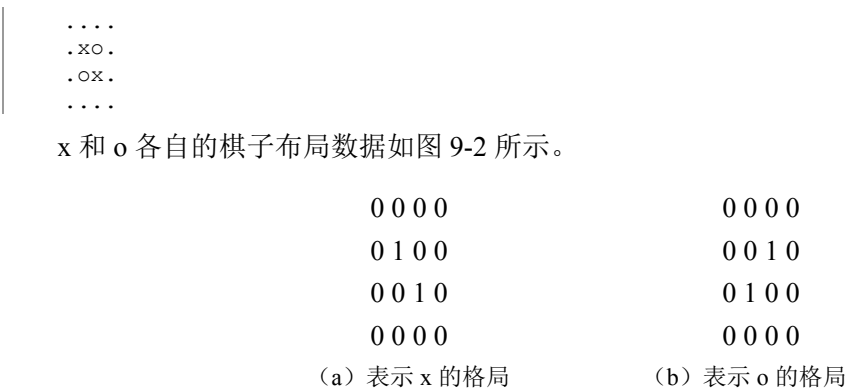 ....
.xo.
.ox.
....
x 和 o 各自的棋子布局数据如图 9-2 所示。
0 0 0 0 0 0 0 0
0 1 0 0 0 0 1 0
0 0 1 0 0 1 0 0
0 0 0 0 0 0 0 0
（a）表示 x 的格局 （b）表示 o 的格局